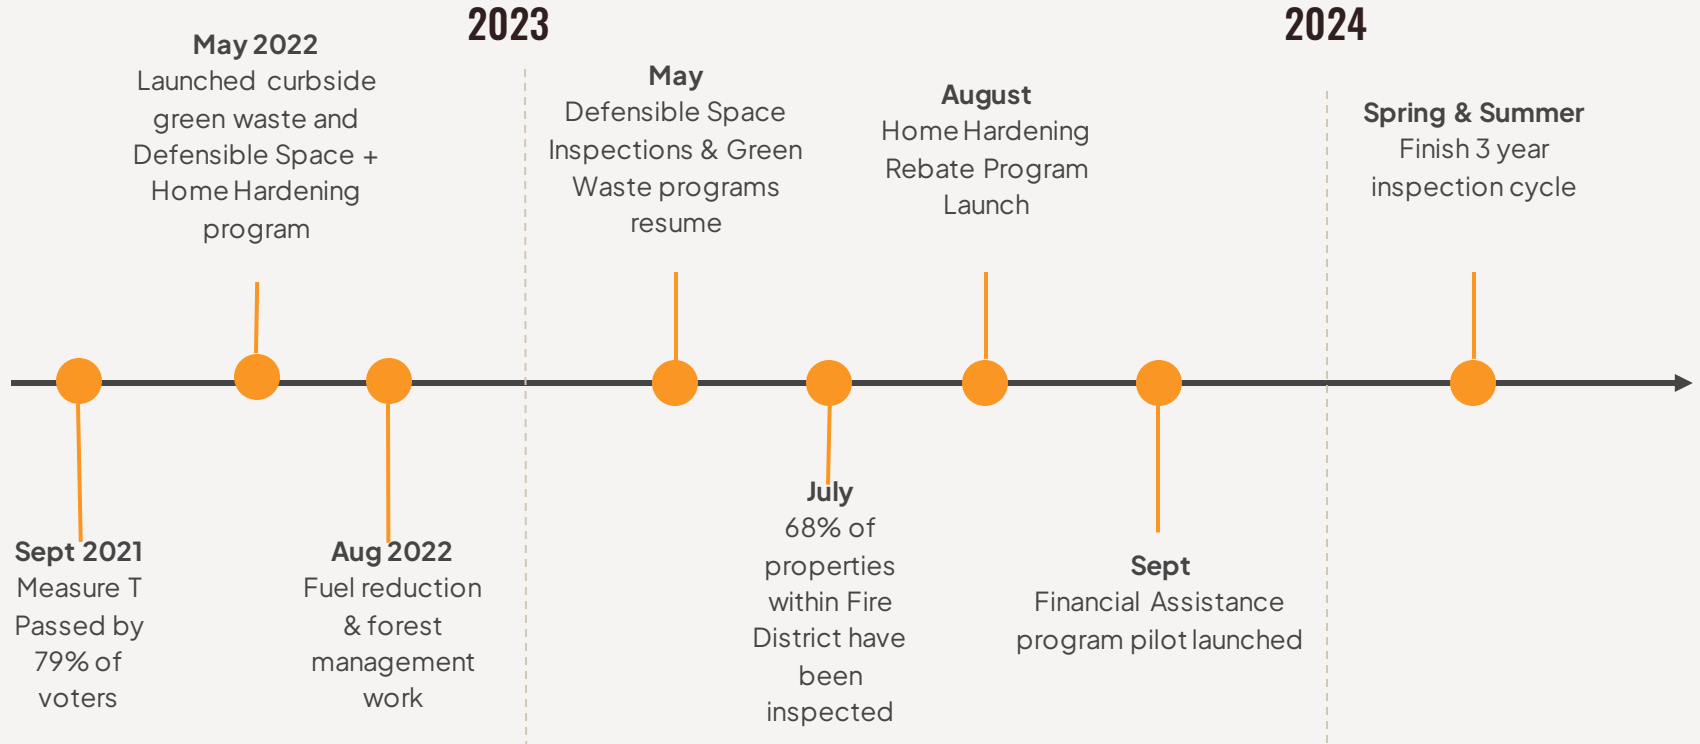 2023
2024
May 2022
Launched curbside
green waste and
Defensible Space +
Home Hardening
program
May
Defensible Space
Inspections & Green
Waste programs
resume
August
Home Hardening
Rebate Program
Launch
Spring & Summer
Finish 3 year
inspection cycle
Sept 2021
Measure T
Passed by
79% of
voters
Aug 2022
Fuel reduction
& forest
management
work
July
68% of
properties
within Fire
District have
been
inspected
Sept
Financial Assistance
program pilot launched